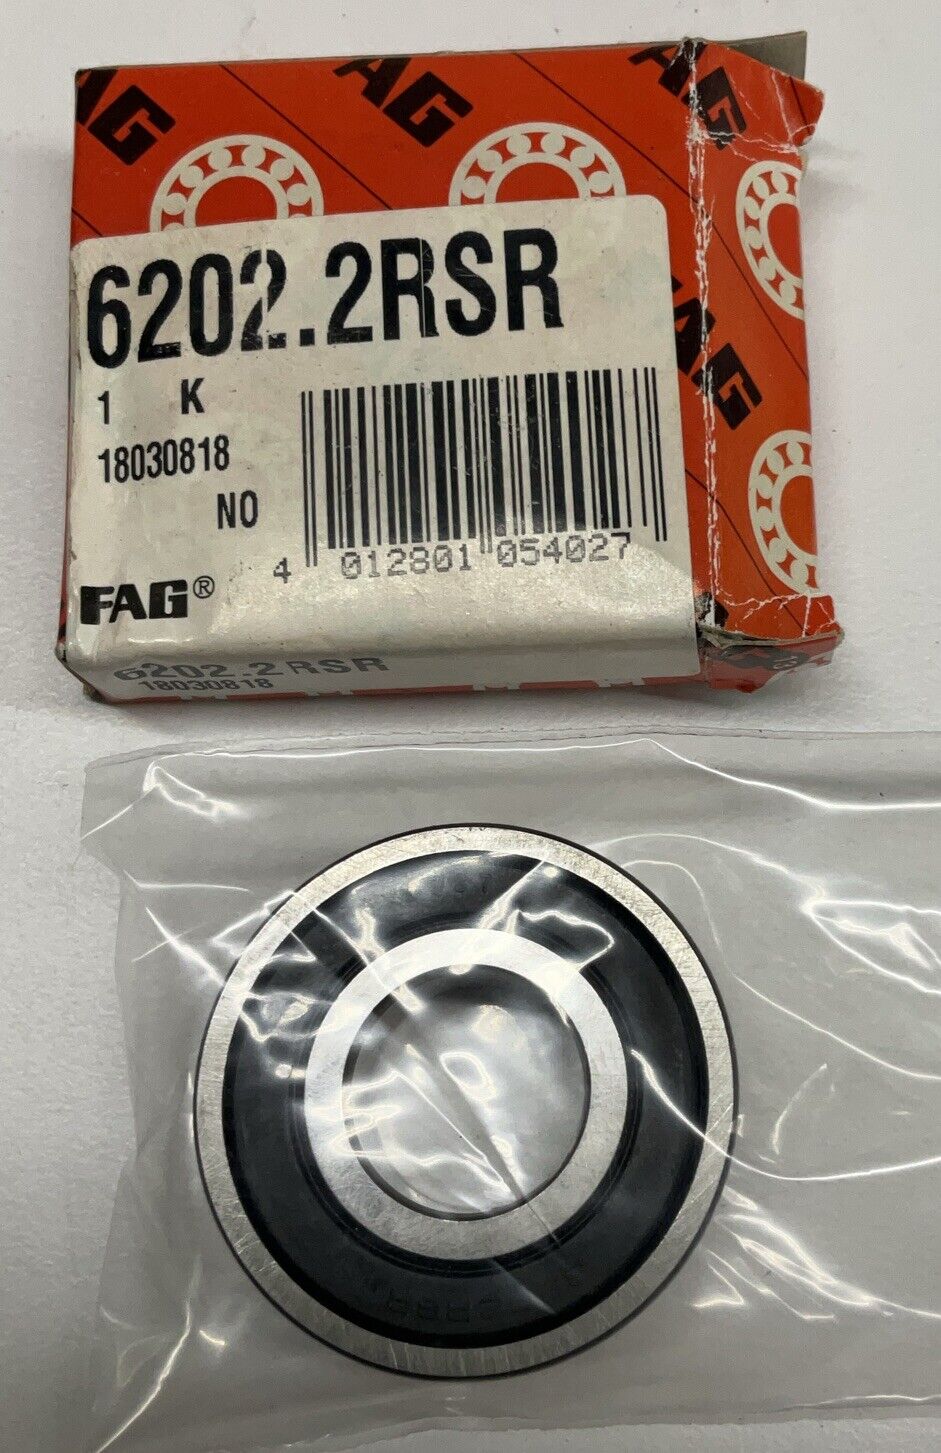 FAG
FAG
FAG
FAG
6202.2RSR
1 K
18030818
NO
4 012801 054027
FAG®
6202.2RSR
18030818